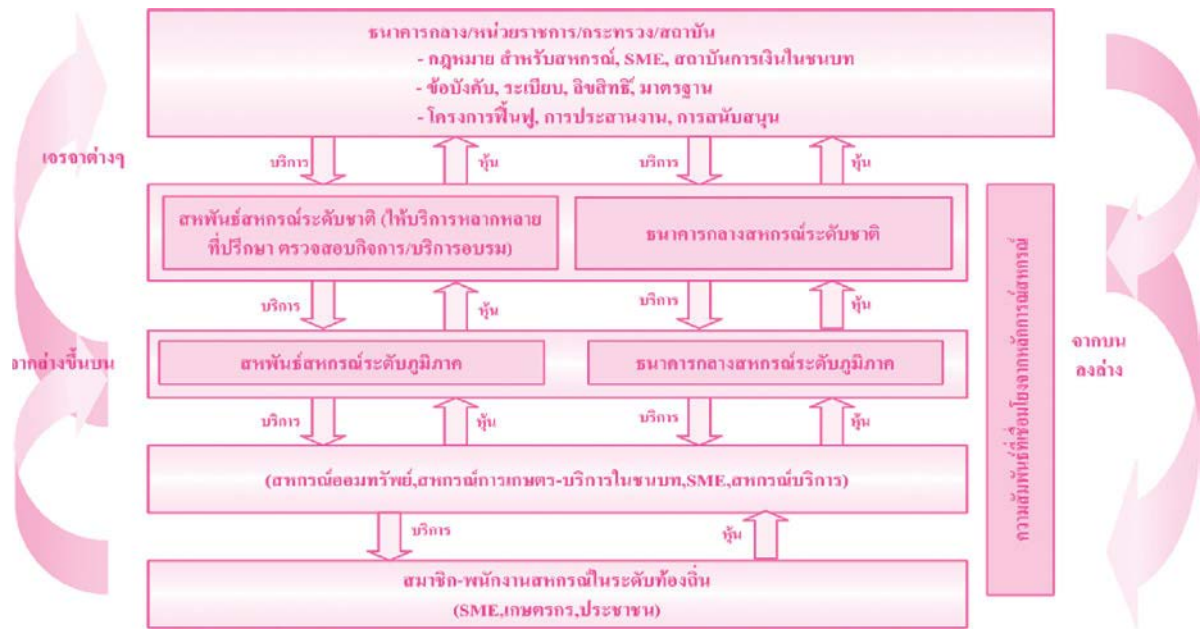 ธนาคารกลาง/หน่วยราชการ/กระทรวง/สถาบัน
- กฎหมาย สำหรับสหกรณ์, SME, สถาบันการเงินในชนบท
- ข้อบังคับ, ระเบียบ, ลิขสิทธิ์, มาตรฐาน
- โครงการฟื้นฟู, การประสานงาน, การสนับสนุน
เจรจาต่างๆ
บริการ
หุ้น
บริการ
หุ้น
สหพันธ์สหกรณ์ระดับชาติ (ให้บริการหลากหลาย
ที่ปรึกษา ตรวจสอบกิจการ/บริการอบรม)
ธนาคารกลางสหกรณ์ระดับชาติ
บริการ
หุ้น
บริการ
หุ้น
จากล่างขึ้นบน
สหพันธ์สหกรณ์ระดับภูมิภาค
ธนาคารกลางสหกรณ์ระดับภูมิภาค
ความสัมพันธ์ที่เชื่อมโยงจากหลักการณ์สหกรณ์
จากบน
ลงล่าง
บริการ
หุ้น
บริการ
หุ้น
(สหกรณ์ออมทรัพย์,สหกรณ์การเกษตร-บริการในชนบท,SME,สหกรณ์บริการ)
บริการ
หุ้น
สมาชิก-พนักงานสหกรณ์ในระดับท้องถิ่น
(SME,เกษตรกร,ประชาชน)